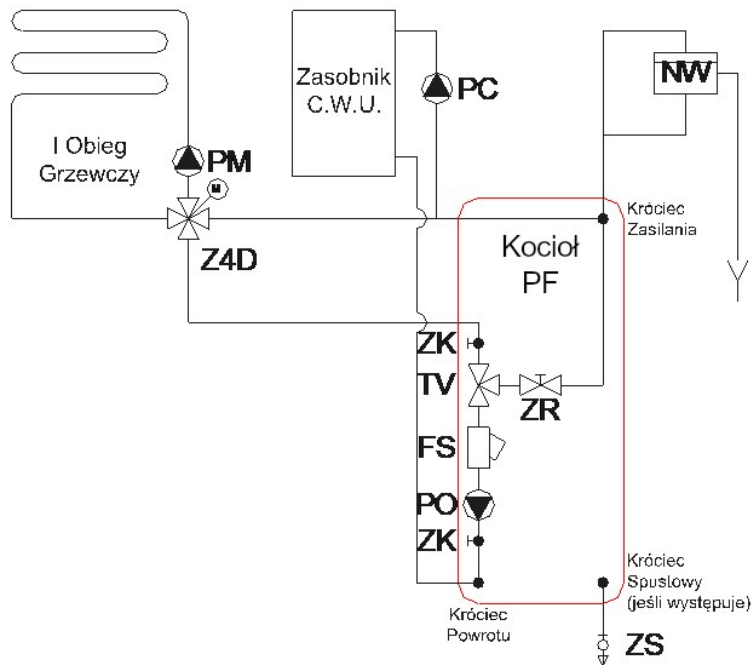 Zasobnik
C.W.U.
PC
NW
I Obieg
Grzewczy
PM
M
Z4D
Króciec
Zasilania
Kocioł
PF
ZK
TV
ZR
FS
PO
ZK
Króciec
Powrotu
Króciec
Spustowy
(jeśli występuje)
ZS